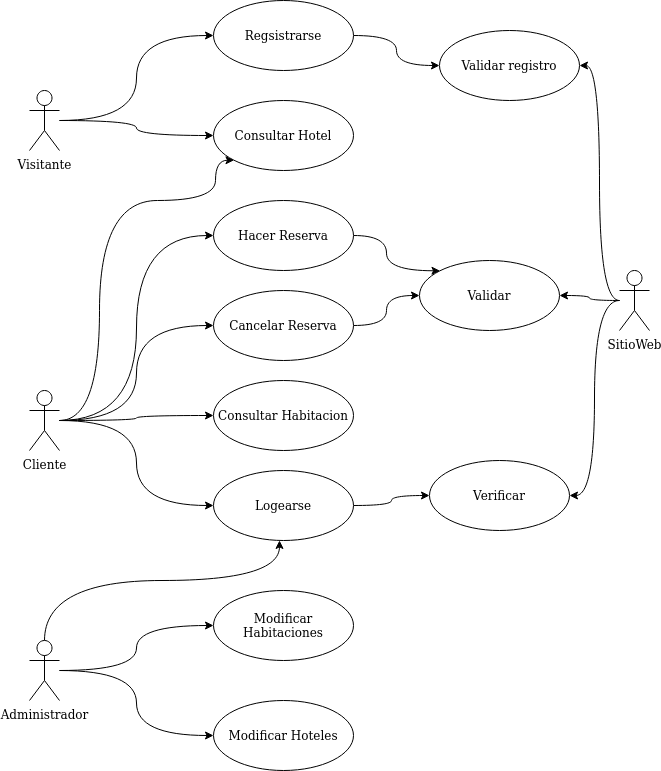 Regsistrarse
Validar registro
Consultar Hotel
Visitante
Hacer Reserva
Validar
Cancelar Reserva
SitioWeb
Consultar Habitacion
Cliente
Verificar
Logearse
Modificar
Habitaciones
Administrador
Modificar Hoteles